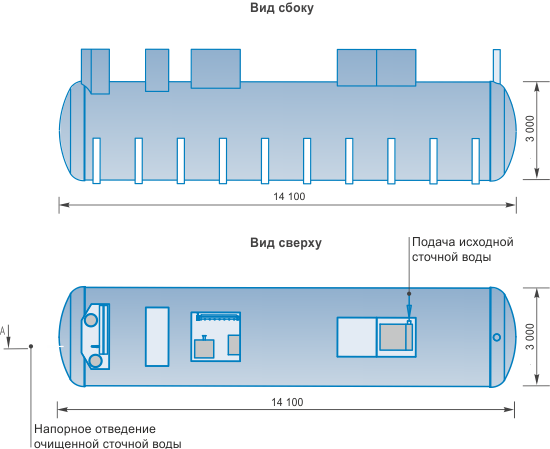 Вид сбоку
3 000
14 100
Вид сверху
Подача исходной
сточной воды
А
3 000
14 100
Напорное отведение
очищенной сточной воды